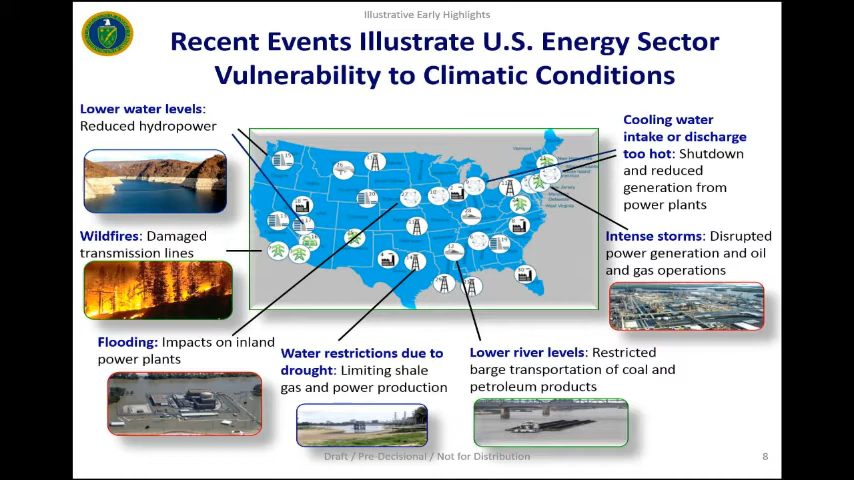 Illustrative Early Highlights
Recent Events Illustrate U.S. Energy Sector
Vulnerability to Climatic Conditions
Lower water levels:
Reduced hydropower
Wildfires: Damaged
transmission lines
Flooding: Impacts on inland
power plants
Water restrictions due to
drought: Limiting shale
gas and power production
Lower river levels: Restricted
barge transportation of coal and
petroleum products
Cooling water
intake or discharge
too hot: Shutdown
and reduced
generation from
power plants
Intense storms: Disrupted
power generation and oil
and gas operations
Draft / Pre-Decisional / Not for Distribution
8